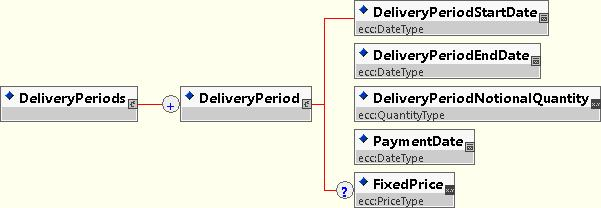 DeliveryPeriodStartDate
ecc:DateType
DeliveryPeriodEndDate
ecc:DateType
DeliveryPeriods
+
DeliveryPeriod
DeliveryPeriodNotionalQuantity
ecc:QuantityType
PaymentDate
ecc:DateType
?
FixedPrice
ecc:PriceType